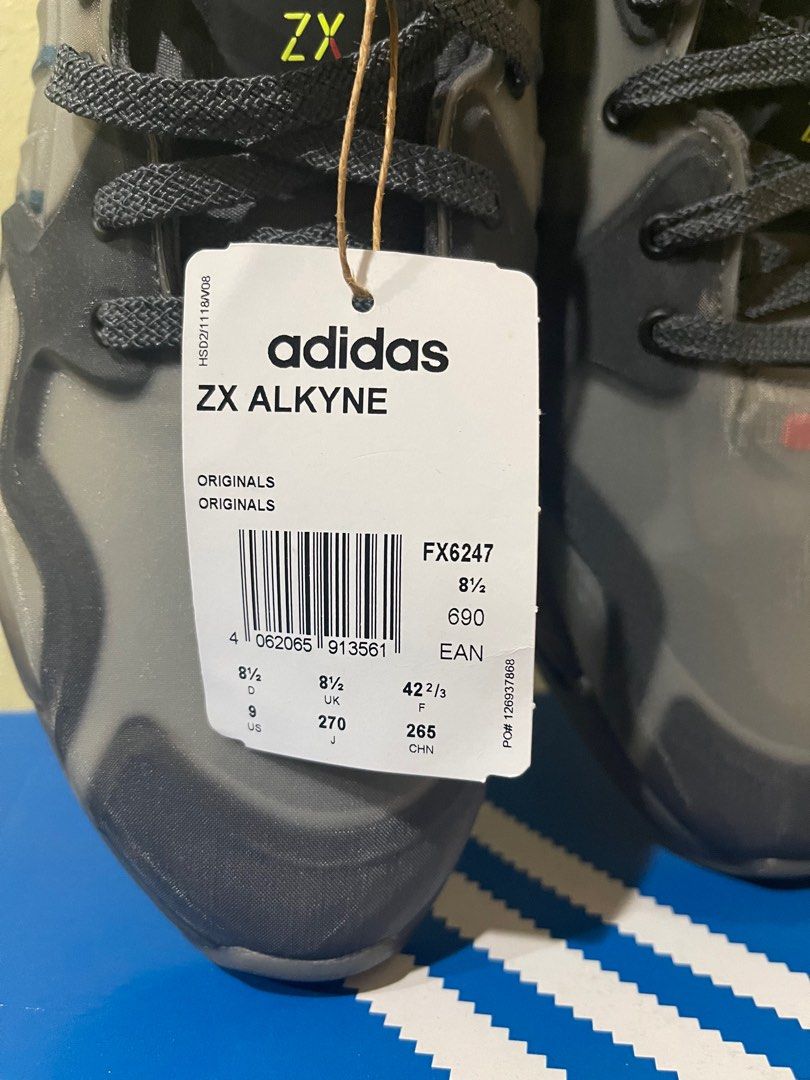 ZX
HSD2/1118/V08
adidas
ZX ALKYNE
ORIGINALS
ORIGINALS
FX6247
8½
690
EAN
4 062065 913561
8½ 8½ 42 2/3
D UK F
9 270 265
US J CHN
PO# 126937868